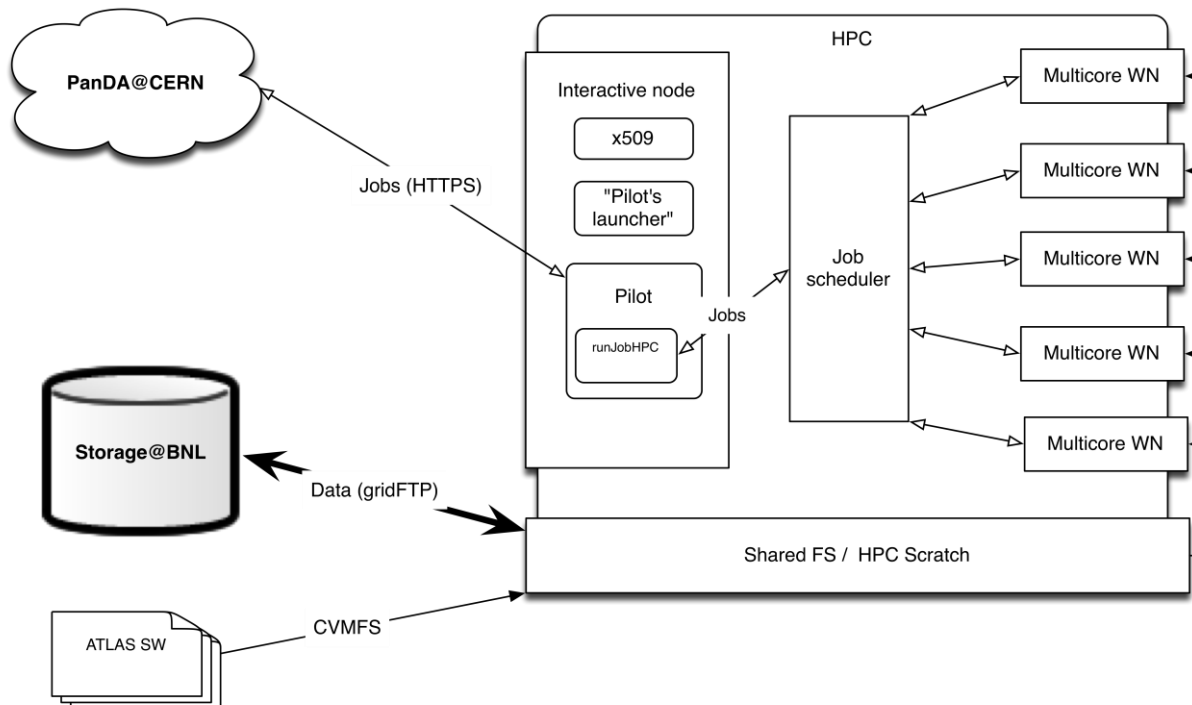 HPC
PanDA@CERN
Interactive node
x509
"Pilot's
launcher"
Jobs (HTTPS)
Pilot
runJobHPC
Jobs
Job
scheduler
Multicore WN
Multicore WN
Multicore WN
Multicore WN
Multicore WN
Storage@BNL
Data (gridFTP)
Shared FS / HPC Scratch
CVMFS
ATLAS SW